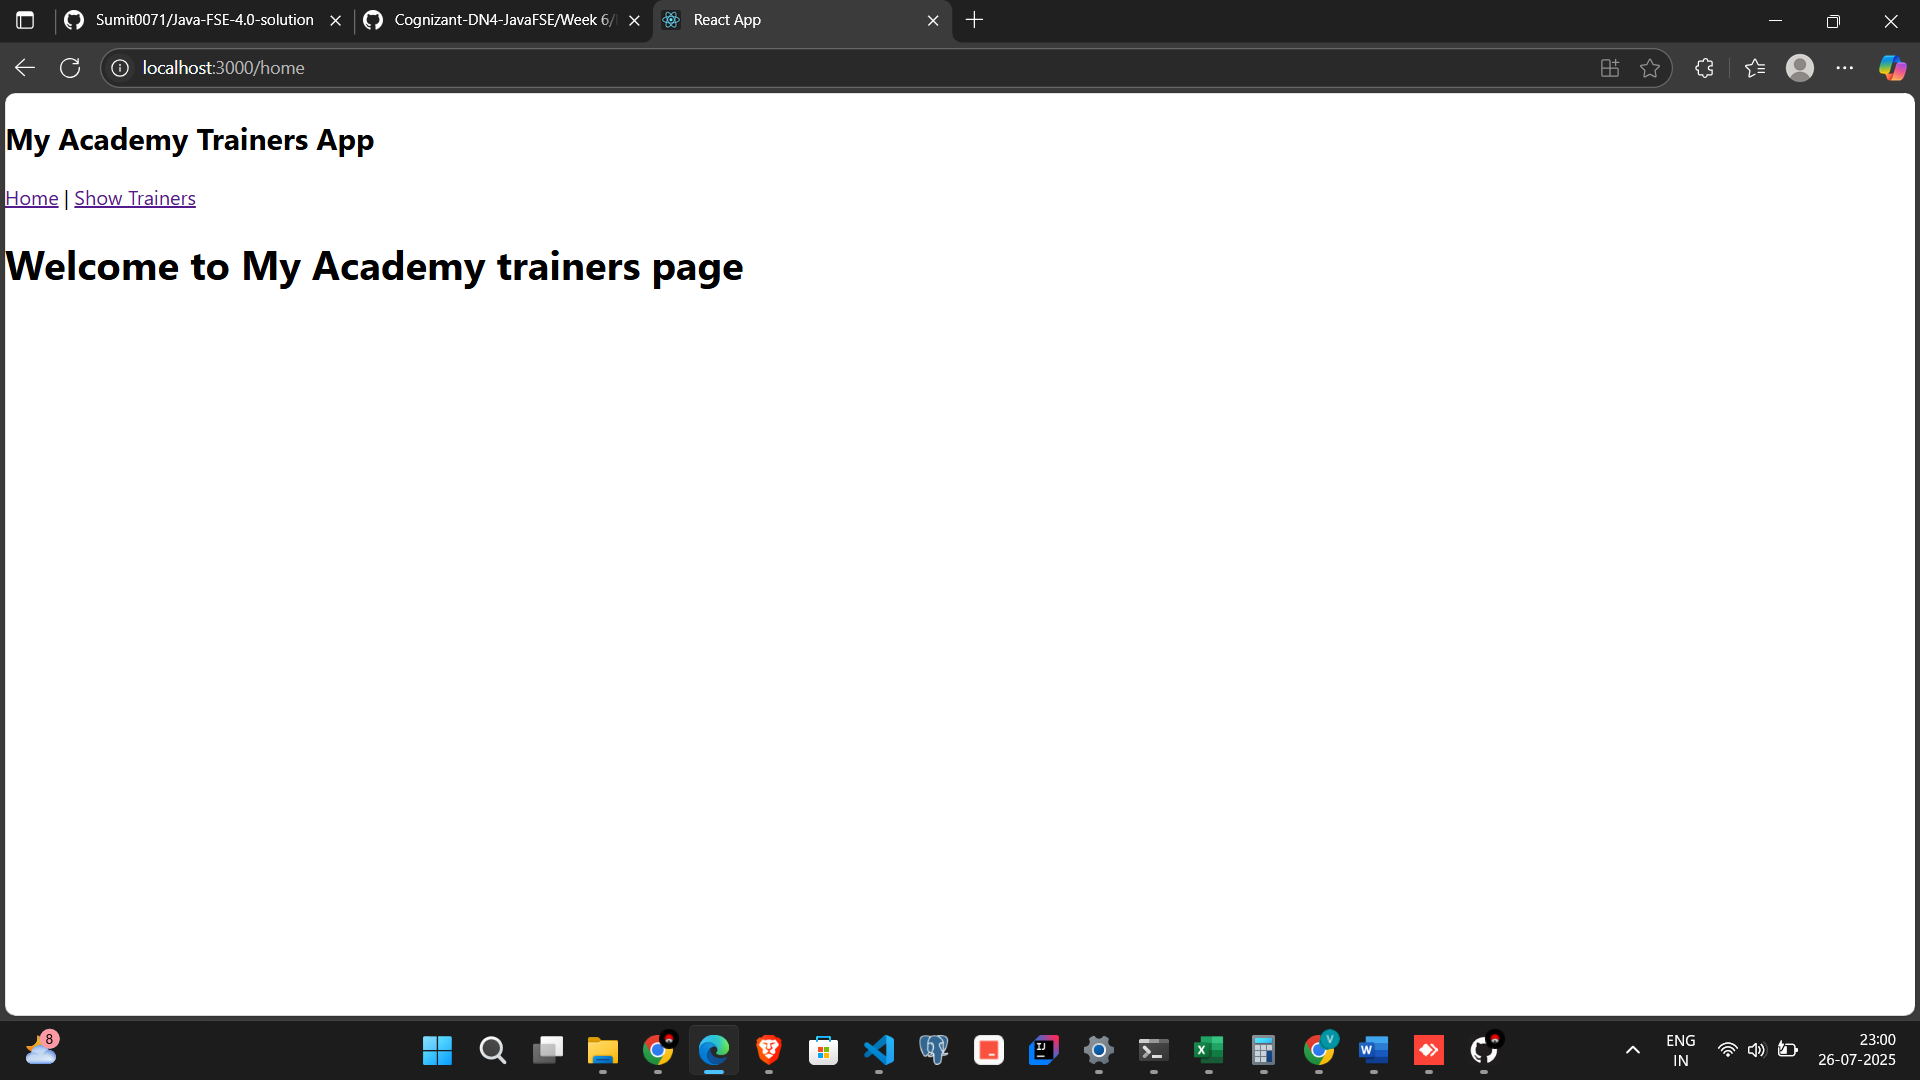 Sumit0071/Java-FSE-4.0-solution
Cognizant-DN4-JavaFSE/Week 6/
React App
localhost:3000/home
My Academy Trainers App
Home | Show Trainers
Welcome to My Academy trainers page
8
V
ENG
IN
23:00
26-07-2025